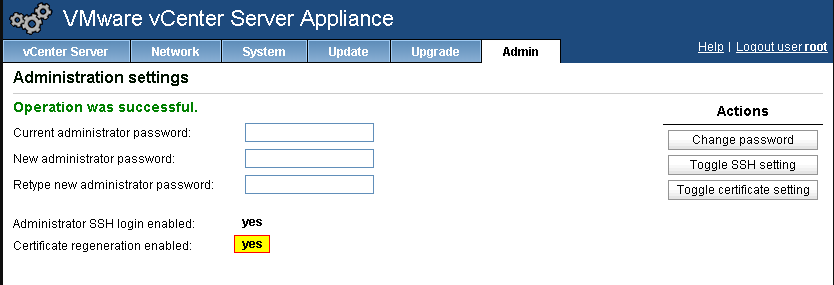 VMware vCenter Server Appliance
vCenter Server Network System Update Upgrade Admin
Help | Logout user root
Administration settings
Operation was successful.
Current administrator password:
New administrator password:
Retype new administrator password:
Administrator SSH login enabled: yes
Certificate regeneration enabled: yes
Actions
Change password
Toggle SSH setting
Toggle certificate setting